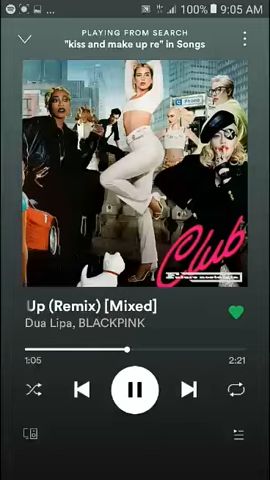 100% 9:05 AM
PLAYING FROM SEARCH
"kiss and make up re" in Songs
Club
Up (Remix) [Mixed]
Dua Lipa, BLACKPINK
1:05
2:21